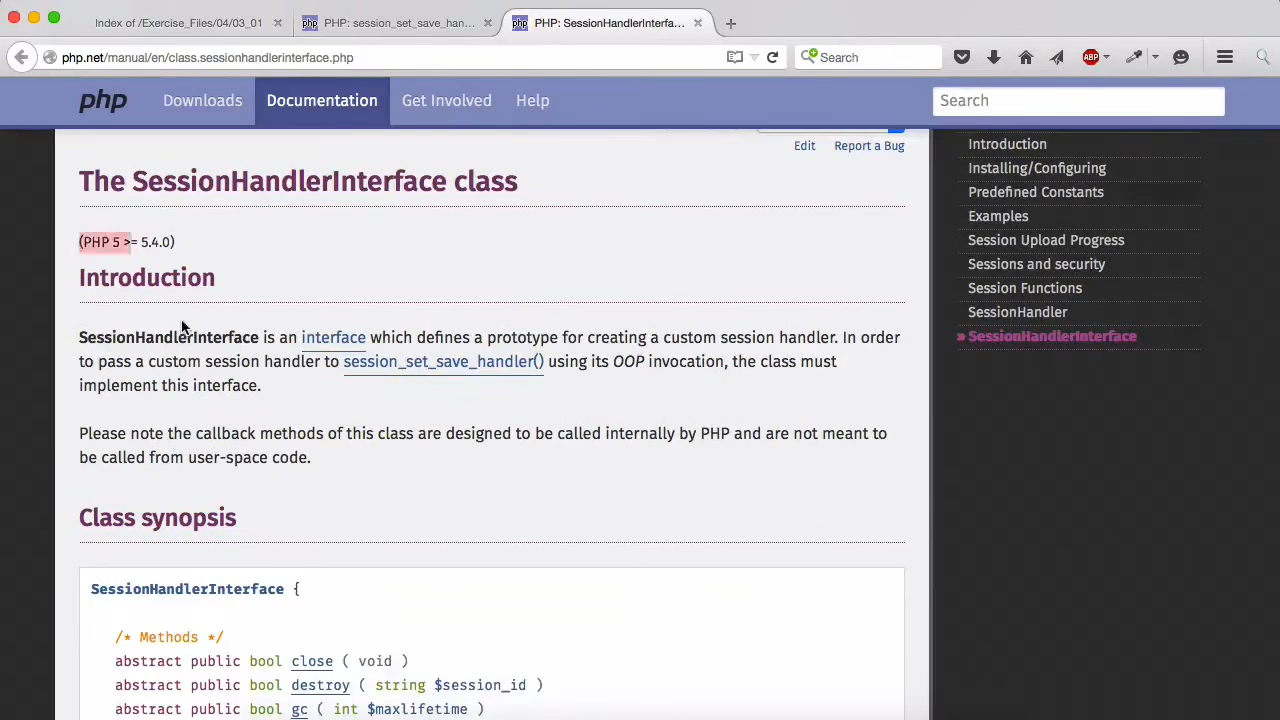 Index of /Exercise_Files/04/03_01
PHP: session_set_save_han...
PHP: SessionHandlerInterfa...
php.net/manual/en/class.sessionhandlerinterface.php
Search
ABP
php
Downloads
Documentation
Get Involved
Help
Search
Edit
Report a Bug
The SessionHandlerInterface class
(PHP 5 >= 5.4.0)
Introduction
SessionHandlerInterface is an interface which defines a prototype for creating a custom session handler. In order
to pass a custom session handler to session_set_save_handler() using its OOP invocation, the class must
implement this interface.
Please note the callback methods of this class are designed to be called internally by PHP and are not meant to
be called from user-space code.
Class synopsis
SessionHandlerInterface {
/* Methods */
abstract public bool close ( void )
abstract public bool destroy ( string $session_id )
abstract public bool gc ( int $maxlifetime )
Introduction
Installing/Configuring
Predefined Constants
Examples
Session Upload Progress
Sessions and security
Session Functions
SessionHandler
» SessionHandlerInterface